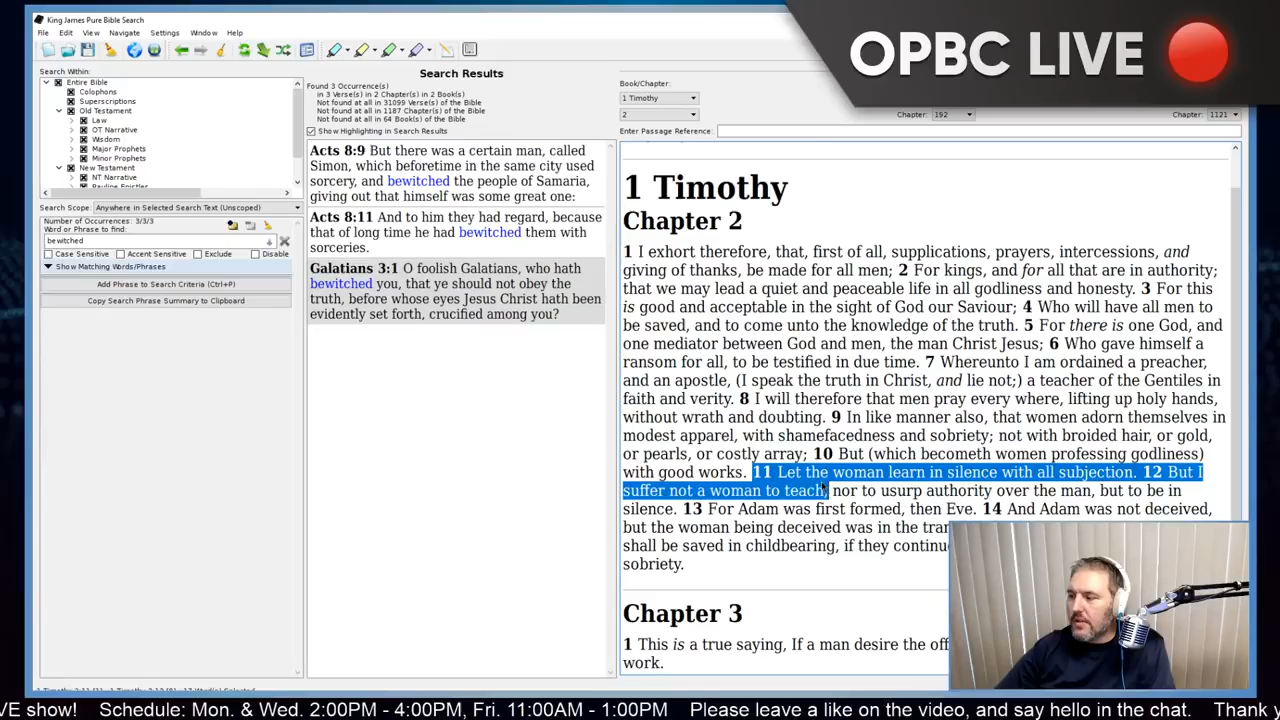 King James Pure Bible Search
File Edit View Navigate Settings Window Help
OPBC LIVE
Search Within:
Entire Bible
Colophons
Superscriptions
Old Testament
Law
OT Narrative
Wisdom
Major Prophets
Minor Prophets
New Testament
NT Narrative
Pauline Epistles
Search Scope: Anywhere in Selected Search Text (Unscoped)
Number of Occurrences: 3/3/3
Word or Phrase to find:
bewitched
Case Sensitive Accent Sensitive Exclude Disable
Show Matching Words/Phrases
Add Phrase to Search Criteria (Ctrl+P)
Copy Search Phrase Summary to Clipboard
Search Results
Found 3 Occurrence(s)
in 3 Verse(s) in 2 Chapter(s) in 2 Book(s)
Not found at all in 31099 Verse(s) of the Bible
Not found at all in 1187 Chapter(s) of the Bible
Not found at all in 64 Book(s) of the Bible
Show Highlighting in Search Results
Acts 8:9 But there was a certain man, called
Simon, which beforetime in the same city used
sorcery, and bewitched the people of Samaria,
giving out that himself was some great one:
Acts 8:11 And to him they had regard, because
that of long time he had bewitched them with
sorceries.
Galatians 3:1 O foolish Galatians, who hath
bewitched you, that ye should not obey the
truth, before whose eyes Jesus Christ hath been
evidently set forth, crucified among you?
Book/Chapter:
1 Timothy
2 Chapter: 192 Chapter: 1121
Enter Passage Reference:
1 Timothy
Chapter 2
1 I exhort therefore, that, first of all, supplications, prayers, intercessions, and
giving of thanks, be made for all men; 2 For kings, and for all that are in authority;
that we may lead a quiet and peaceable life in all godliness and honesty. 3 For this
is good and acceptable in the sight of God our Saviour; 4 Who will have all men to
be saved, and to come unto the knowledge of the truth. 5 For there is one God, and
one mediator between God and men, the man Christ Jesus; 6 Who gave himself a
ransom for all, to be testified in due time. 7 Whereunto I am ordained a preacher,
and an apostle, (I speak the truth in Christ, and lie not;) a teacher of the Gentiles in
faith and verity. 8 I will therefore that men pray every where, lifting up holy hands,
without wrath and doubting. 9 In like manner also, that women adorn themselves in
modest apparel, with shamefacedness and sobriety; not with broided hair, or gold,
or pearls, or costly array; 10 But (which becometh women professing godliness)
with good works. 11 Let the woman learn in silence with all subjection. 12 But I
suffer not a woman to teach, nor to usurp authority over the man, but to be in
silence. 13 For Adam was first formed, then Eve. 14 And Adam was not deceived,
but the woman being deceived was in the tran
shall be saved in childbearing, if they continu
sobriety.
Chapter 3
1 This is a true saying, If a man desire the off
work.
VE show! Schedule: Mon. & Wed. 2:00PM - 4:00PM, Fri. 11:00AM - 1:00PM Please leave a like on the video, and say hello in the chat. Thank y